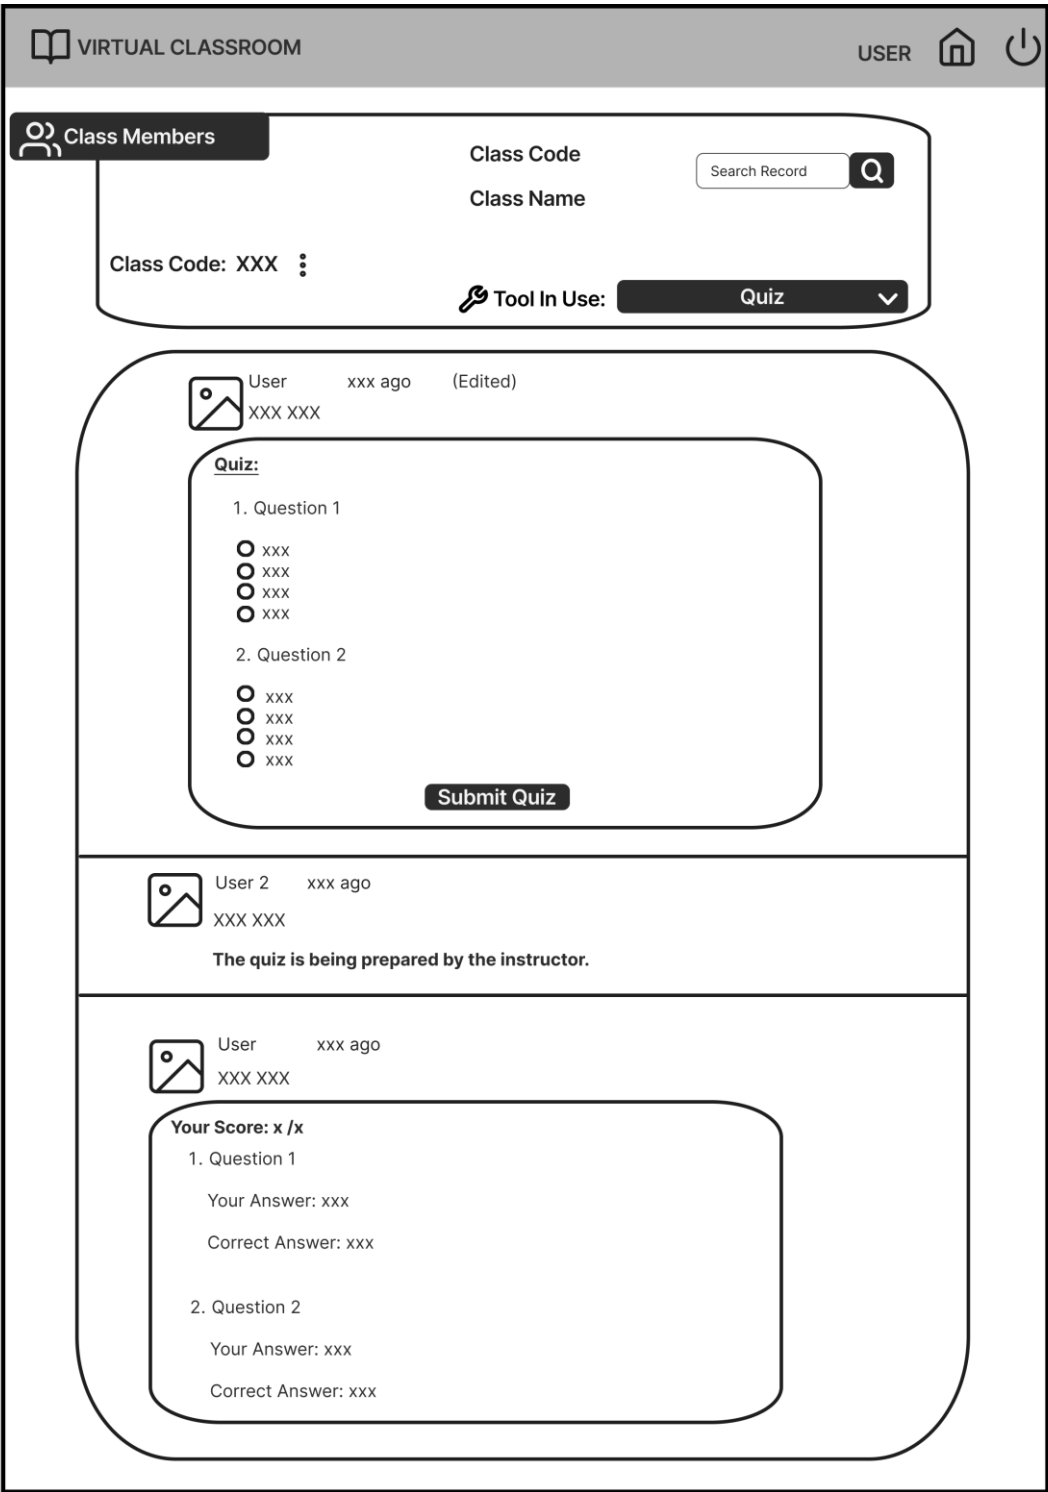 VIRTUAL CLASSROOM
USER
Class Members
Class Code
Search Record
Class Name
Class Code: XXX
Tool In Use:
Quiz
User xxx ago (Edited)
XXX XXX
Quiz:
1. Question 1
xxx
xxx
xxx
xxx
2. Question 2
xxx
xxx
xxx
xxx
Submit Quiz
User 2 xxx ago
XXX XXX
The quiz is being prepared by the instructor.
User xxx ago
XXX XXX
Your Score: x /x
1. Question 1
Your Answer: xxx
Correct Answer: xxx
2. Question 2
Your Answer: xxx
Correct Answer: xxx